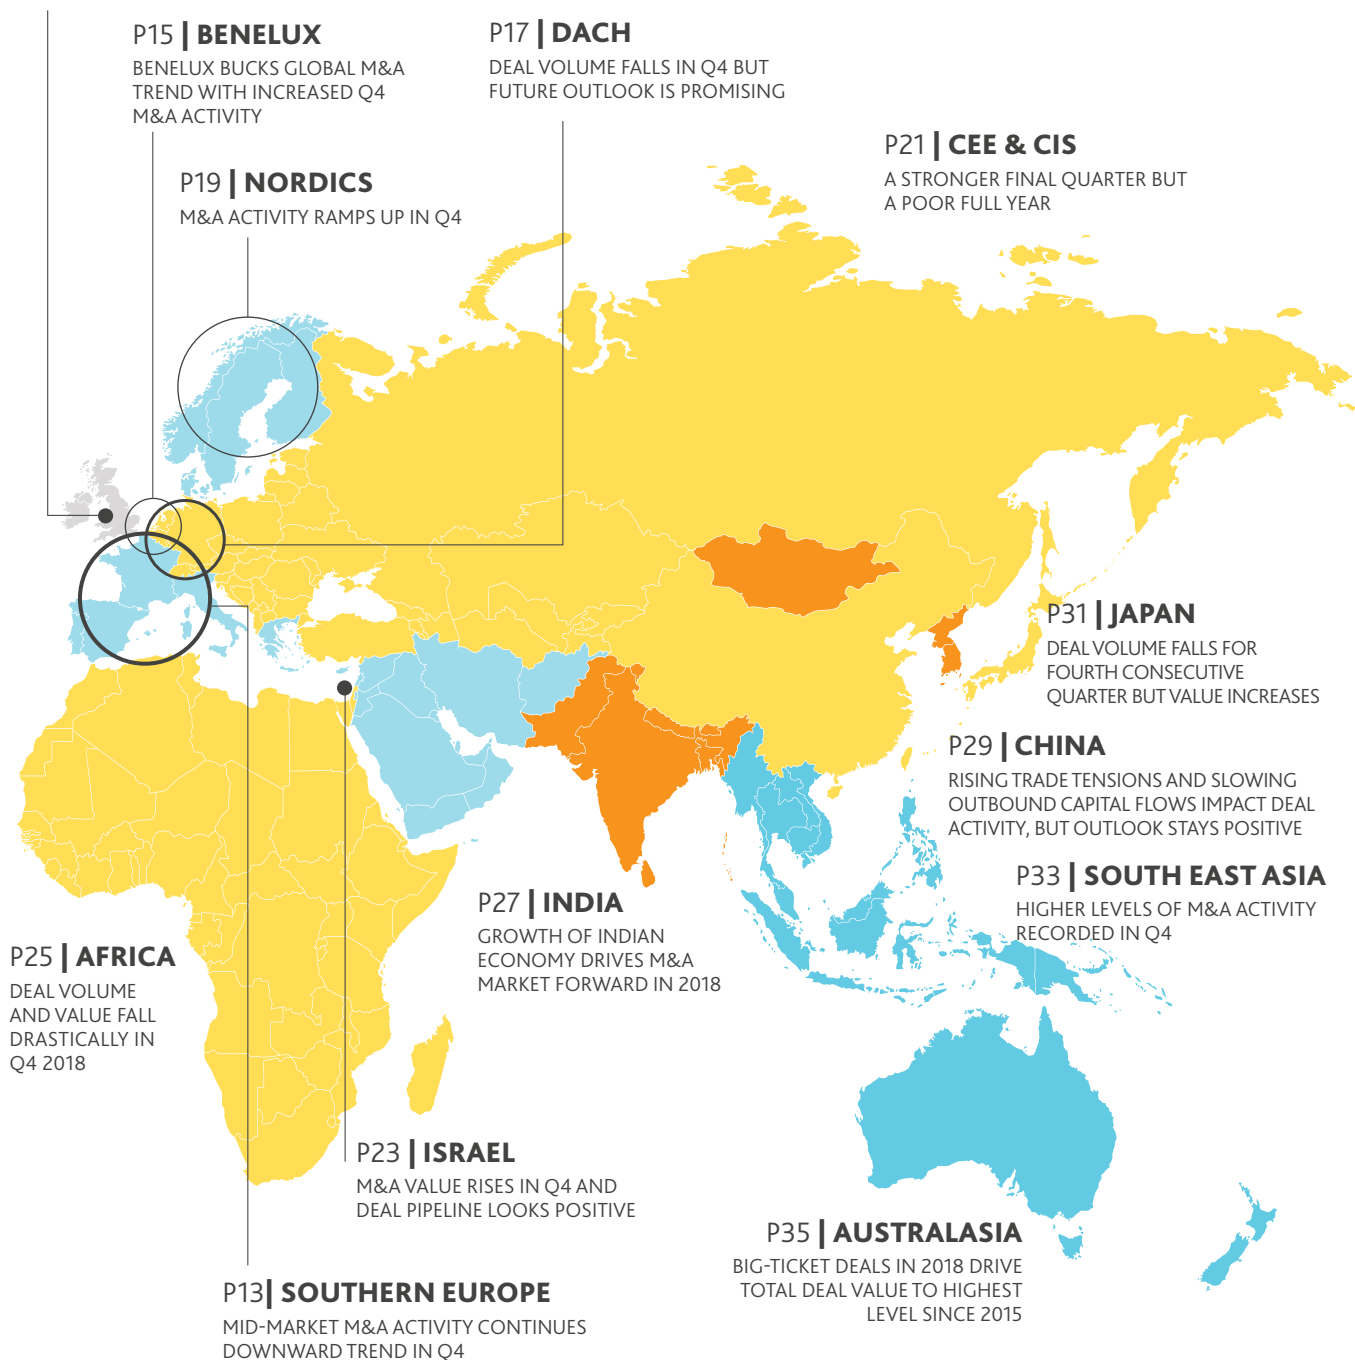 P15 | BENELUX
BENELUX BUCKS GLOBAL M&A
TREND WITH INCREASED Q4
M&A ACTIVITY
P17 | DACH
DEAL VOLUME FALLS IN Q4 BUT
FUTURE OUTLOOK IS PROMISING
P21 | CEE & CIS
A STRONGER FINAL QUARTER BUT
A POOR FULL YEAR
P19 | NORDICS
M&A ACTIVITY RAMPS UP IN Q4
P31 | JAPAN
DEAL VOLUME FALLS FOR
FOURTH CONSECUTIVE
QUARTER BUT VALUE INCREASES
P29 | CHINA
RISING TRADE TENSIONS AND SLOWING
OUTBOUND CAPITAL FLOWS IMPACT DEAL
ACTIVITY, BUT OUTLOOK STAYS POSITIVE
P33 | SOUTH EAST ASIA
HIGHER LEVELS OF M&A ACTIVITY
RECORDED IN Q4
P27 | INDIA
GROWTH OF INDIAN
ECONOMY DRIVES M&A
MARKET FORWARD IN 2018
P25 | AFRICA
DEAL VOLUME
AND VALUE FALL
DRASTICALLY IN
Q4 2018
P23 | ISRAEL
M&A VALUE RISES IN Q4 AND
DEAL PIPELINE LOOKS POSITIVE
P35 | AUSTRALASIA
BIG-TICKET DEALS IN 2018 DRIVE
TOTAL DEAL VALUE TO HIGHEST
LEVEL SINCE 2015
P13| SOUTHERN EUROPE
MID-MARKET M&A ACTIVITY CONTINUES
DOWNWARD TREND IN Q4